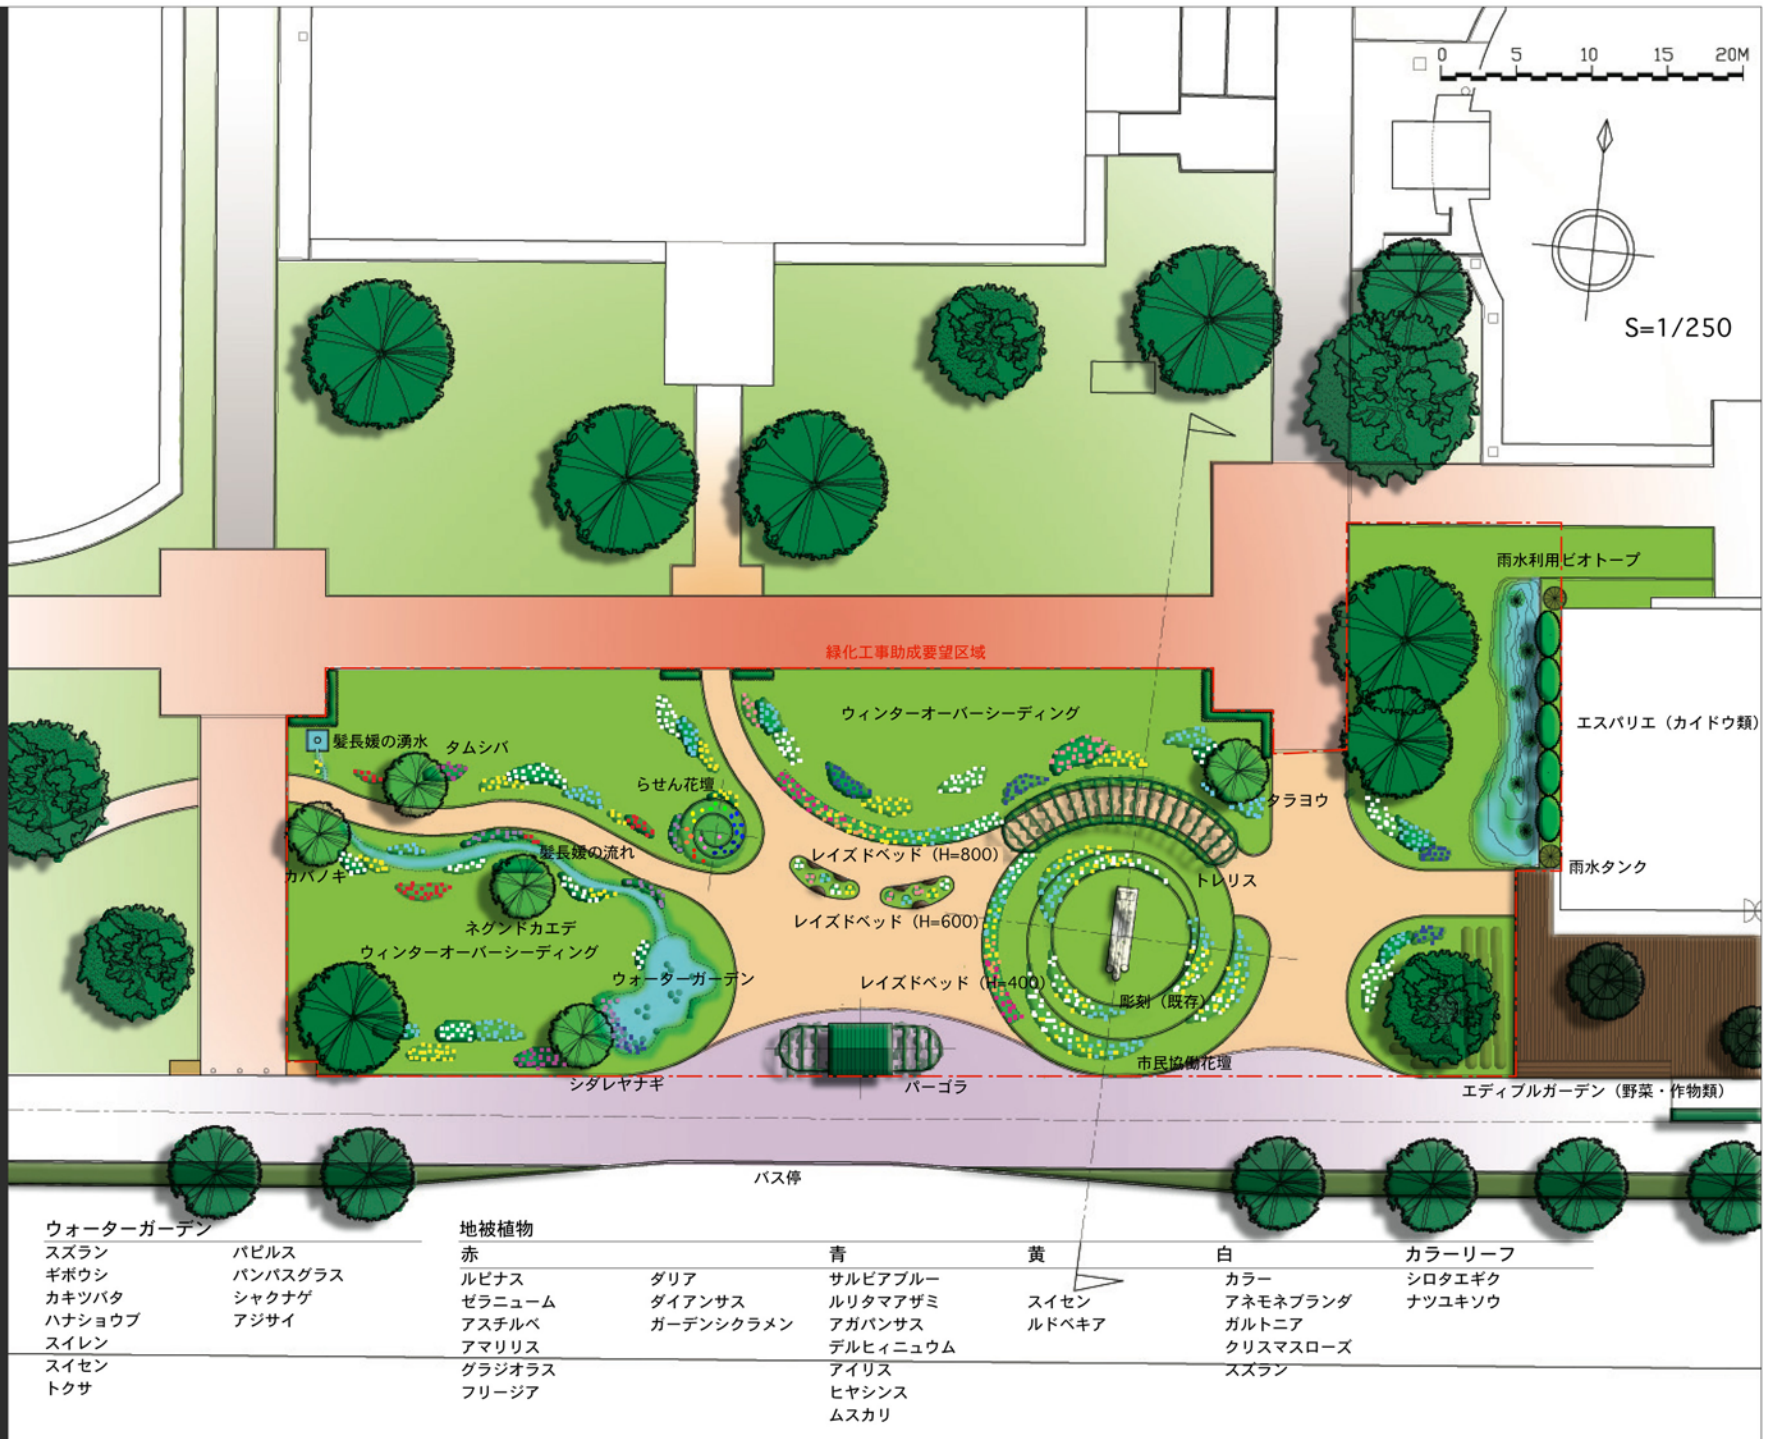 0 5 10 15 20M
S=1/250
雨水利用ビオトープ
緑化工事助成要望区域
ウィンターオーバーシーディング
エスパリエ（カイドウ類）
髪長媛の湧水
タムシバ
らせん花壇
タラヨウ
髪長媛の流れ
レイズドベッド（H=800）
カバノキ
トレリス
雨水タンク
ネグンドカエデ
レイズドベッド（H=600）
ウィンターオーバーシーディング
ウォーターガーデン
レイズドベッド（H=400）
彫刻（既存）
市民協働花壇
シダレヤナギ
パーゴラ
エディブルガーデン（野菜・作物類）
バス停
ウォーターガーデン
スズラン
ギボウシ
カキツバタ
ハナショウブ
スイレン
スイセン
トクサ
パピルス
パンパスグラス
シャクナゲ
アジサイ
地被植物
赤
ルピナス
ゼラニューム
アスチルベ
アマリリス
グラジオラス
フリージア
ダリア
ダイアンサス
ガーデンシクラメン
青
サルビアブルー
ルリタマアザミ
アガパンサス
デルヒィニュウム
アイリス
ヒヤシンス
ムスカリ
黄
スイセン
ルドベキア
白
カラー
アネモネブランダ
ガルトニア
クリスマスローズ
スズラン
カラーリーフ
シロタエギク
ナツユキソウ